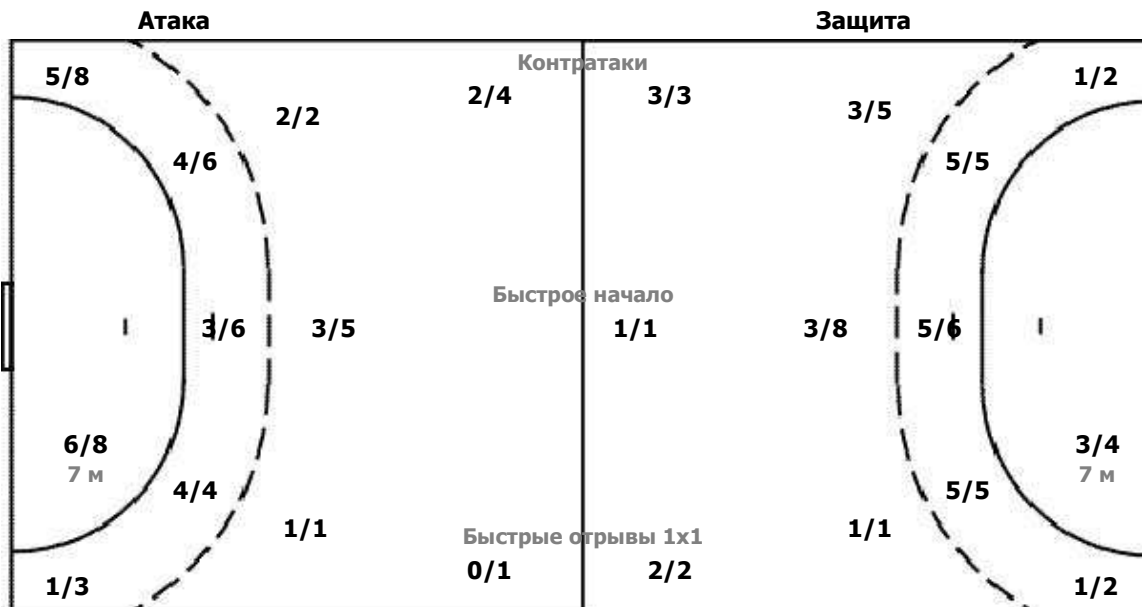 Атака Защита
Контратаки
5/8 2/4 3/3 1/2
2/2 3/5
4/6 5/5
Быстрое начало
3/6 3/5 1/1 3/8 5/6
6/8 3/4
7 м 7 м
4/4 5/5
1/1 Быстрые отрывы 1x1 1/1
0/1 2/2
1/3 1/2